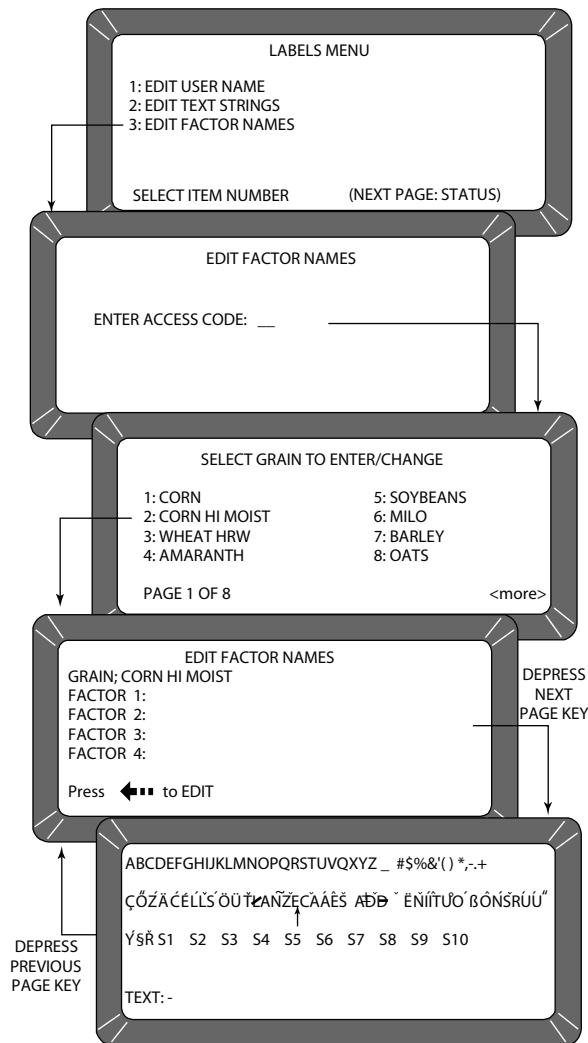 LABELS MENU
1: EDIT USER NAME
2: EDIT TEXT STRINGS
3: EDIT FACTOR NAMES
SELECT ITEM NUMBER (NEXT PAGE: STATUS)
EDIT FACTOR NAMES
ENTER ACCESS CODE: __
SELECT GRAIN TO ENTER/CHANGE
1: CORN 5: SOYBEANS
2: CORN HI MOIST 6: MILO
3: WHEAT HRW 7: BARLEY
4: AMARANTH 8: OATS
PAGE 1 OF 8 <more>
EDIT FACTOR NAMES
GRAIN; CORN HI MOIST
FACTOR 1:
FACTOR 2:
FACTOR 3:
FACTOR 4:
Press to EDIT
DEPRESS
NEXT
PAGE KEY
ABCDEFGHIJKLMNOPQRSTUVQXYZ _ #$%&'( ) *,-.+
Ý§Ř S1 S2 S3 S4 S5 S6 S7 S8 S9 S10
TEXT: -
DEPRESS
PREVIOUS
PAGE KEY